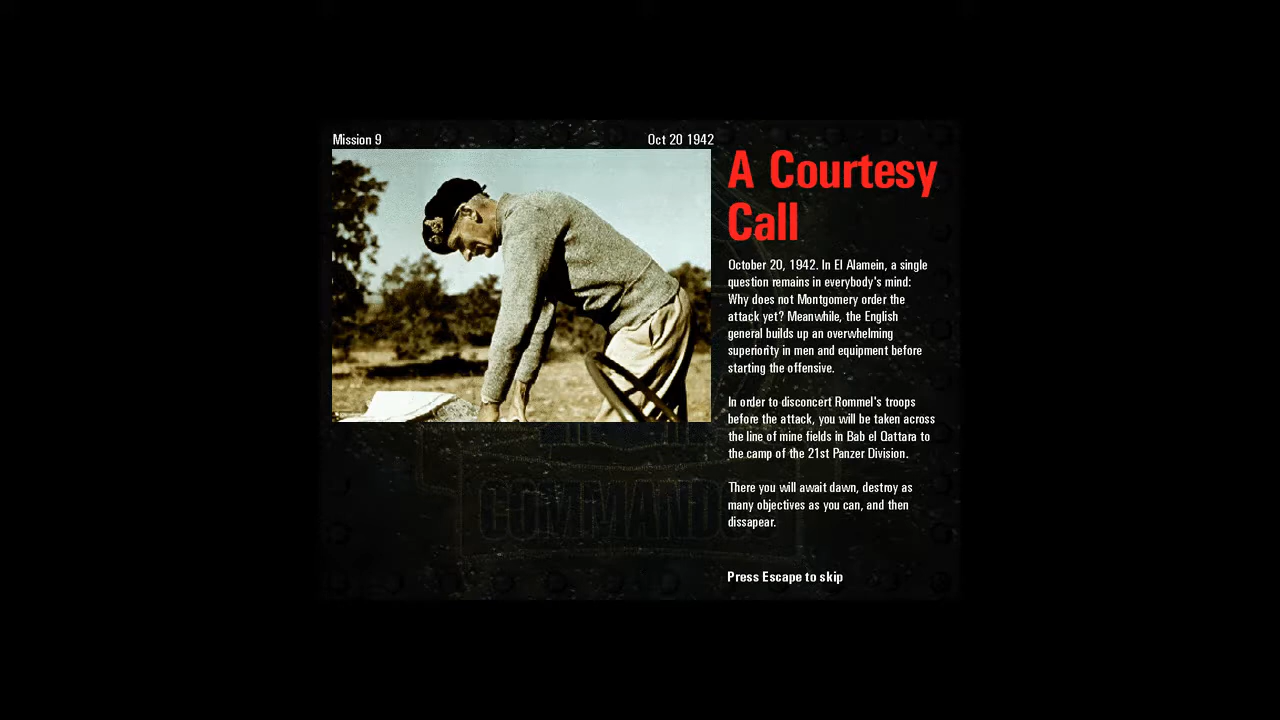 Mission 9
Oct 20 1942
A Courtesy
Call
October 20, 1942. In El Alamein, a single
question remains in everybody's mind:
Why does not Montgomery order the
attack yet? Meanwhile, the English
general builds up an overwhelming
superiority in men and equipment before
starting the offensive.
In order to disconcert Rommel's troops
before the attack, you will be taken across
the line of mine fields in Bab el Qattara to
the camp of the 21st Panzer Division.
There you will await dawn, destroy as
many objectives as you can, and then
dissapear.
COMMANDOS
Press Escape to skip